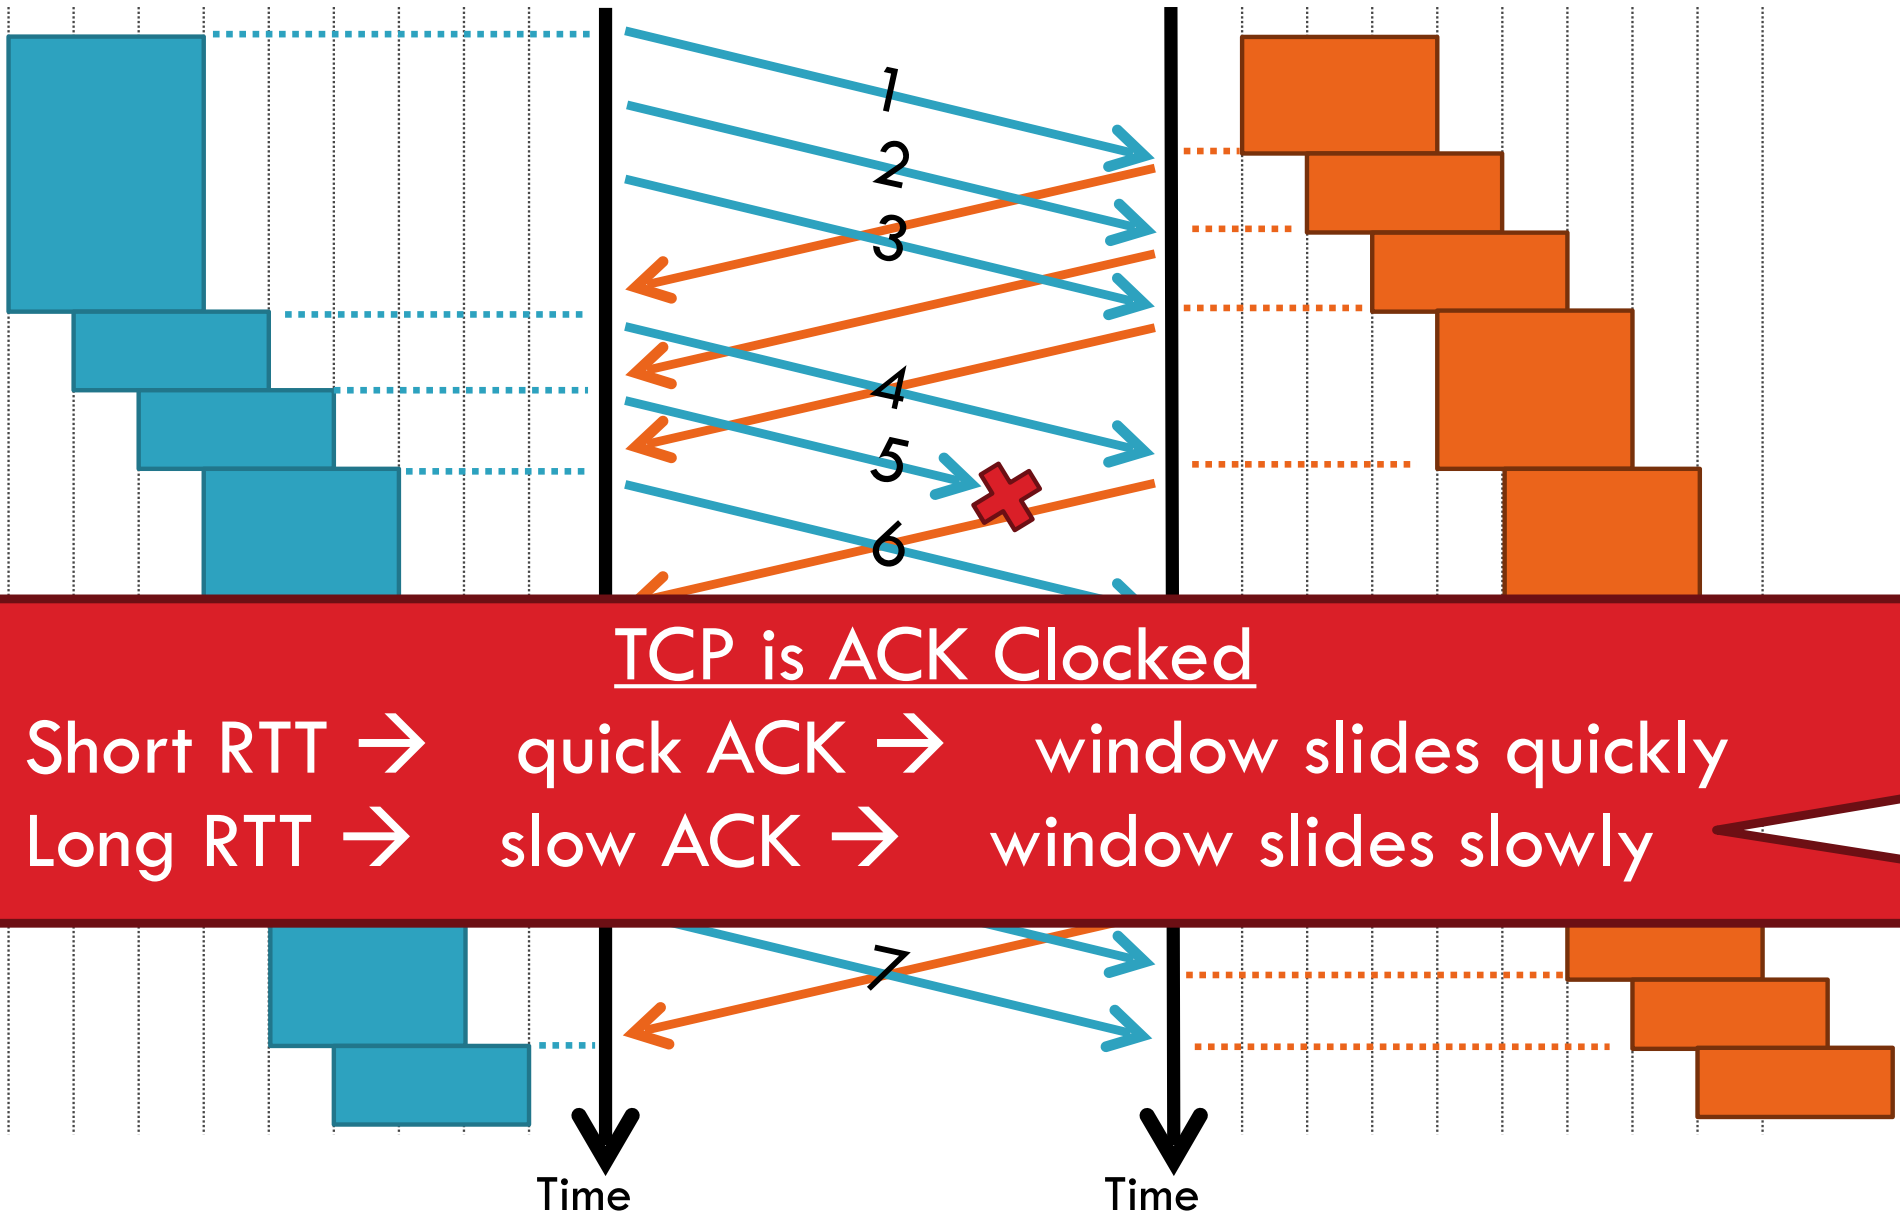 1
2
3
4
5
6
TCP is ACK Clocked
Short RTT → quick ACK → window slides quickly
Long RTT → slow ACK → window slides slowly
7
Time Time